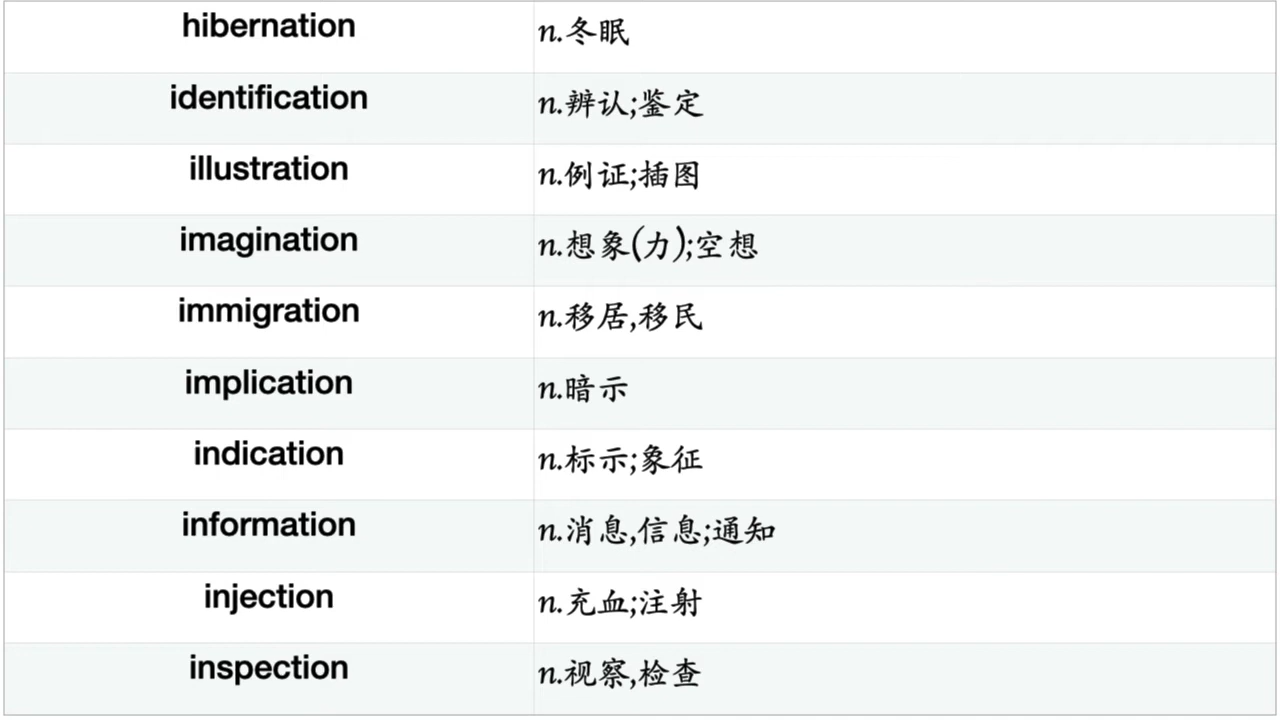 hibernation n.冬眠
identification n.辨认;鉴定
illustration n.例证;插图
imagination n.想象(力);空想
immigration n.移居,移民
implication n.暗示
indication n.标示;象征
information n.消息,信息;通知
injection n.充血;注射
inspection n.视察,检查